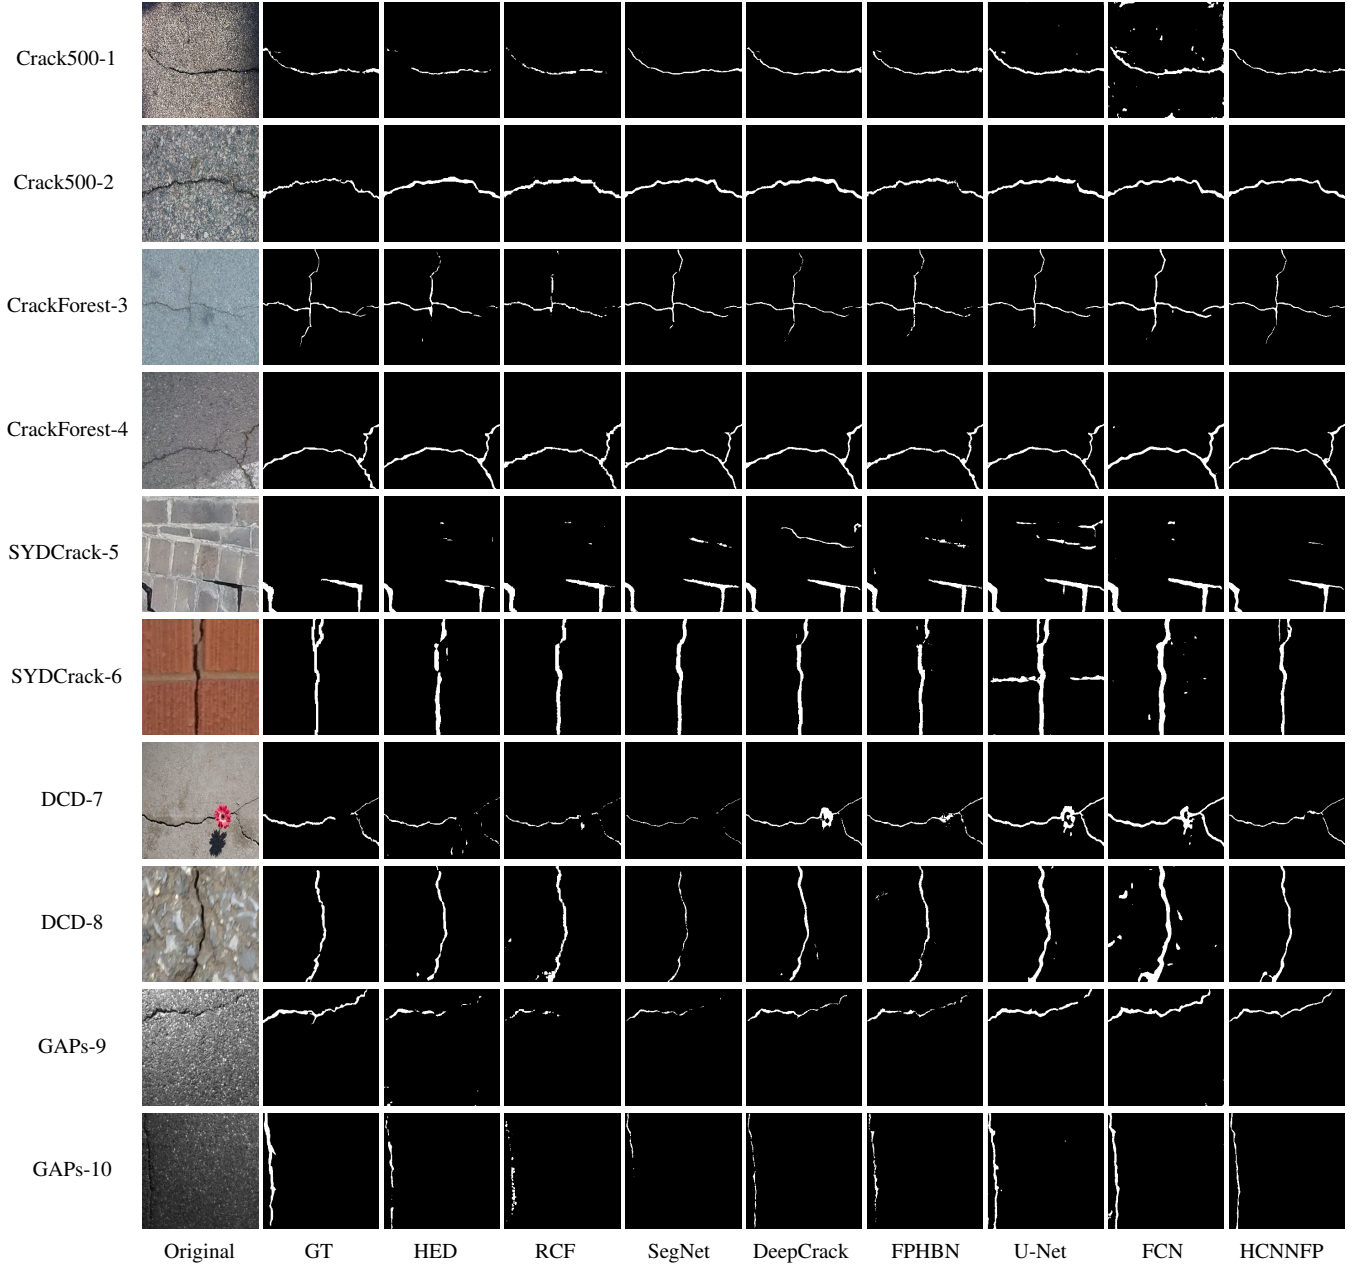 Crack500-1
Crack500-2
CrackForest-3
CrackForest-4
SYDCrack-5
SYDCrack-6
DCD-7
DCD-8
GAPs-9
GAPs-10
Original GT HED RCF SegNet DeepCrack FPHBN U-Net FCN HCNNFP